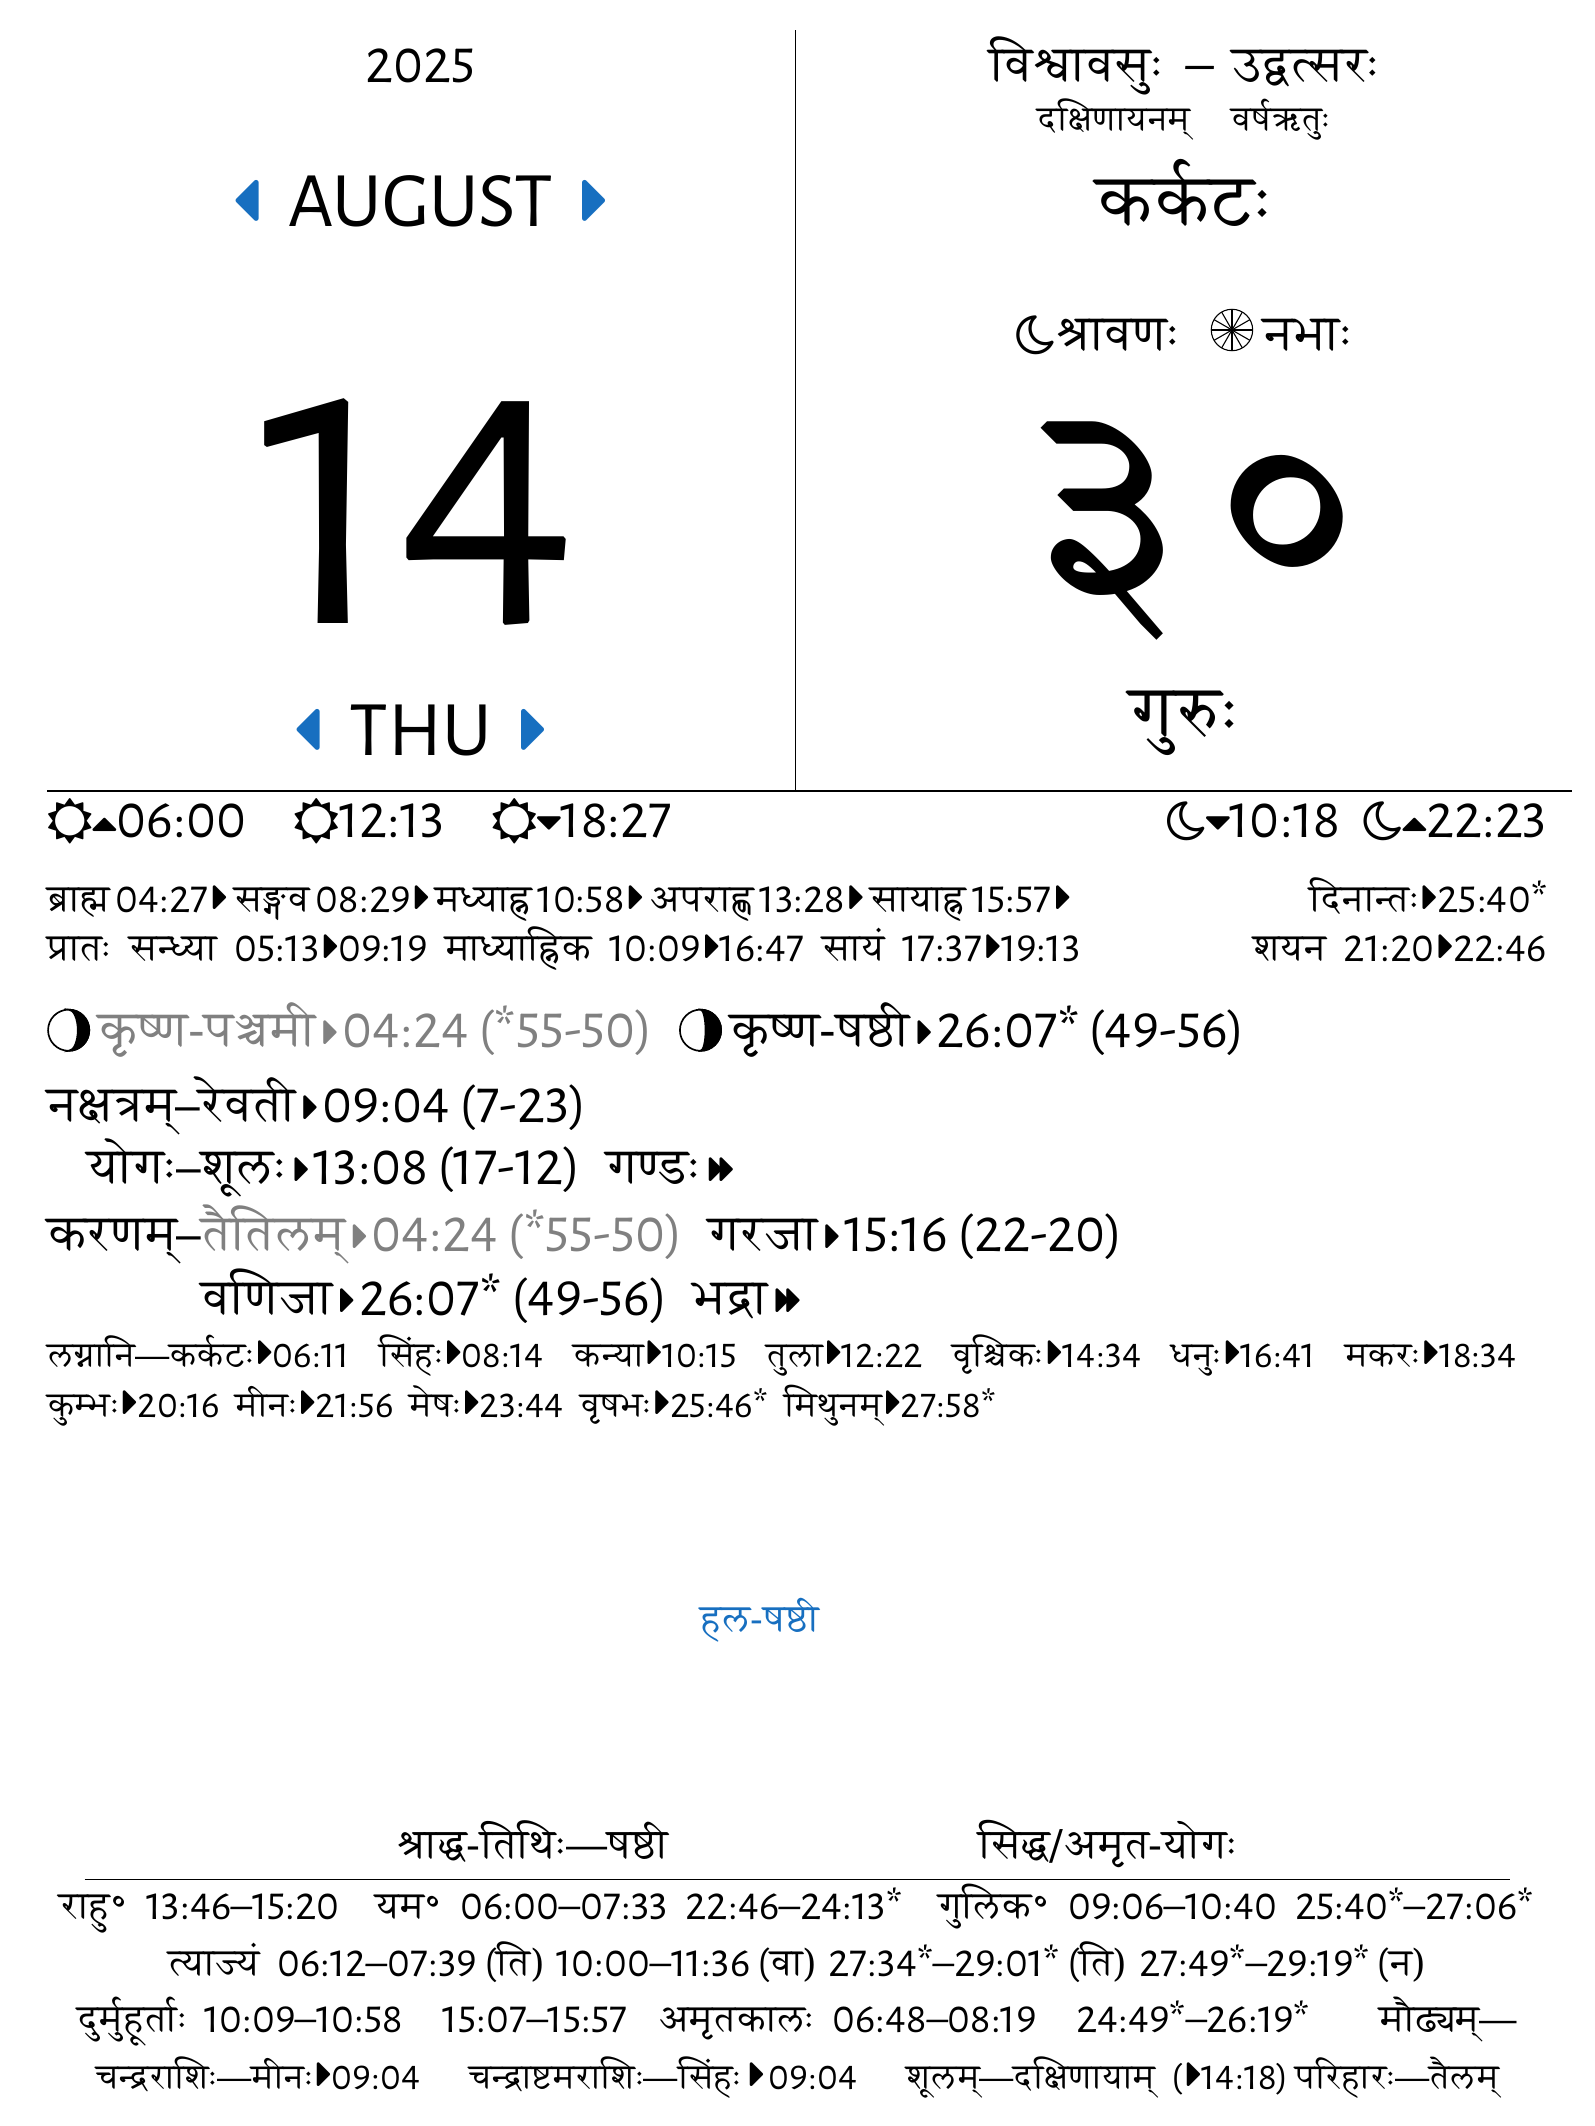 2025
AUGUST
14
THU
विश्वावसुः – उद्वत्सरः
दक्षिणायनम् वर्षऋतुः
कर्कटः
श्रावणः नभाः
३०
गुरुः
06:00 12:13 18:27 10:18 22:23
ब्राह्म 04:27 सङ्गव 08:29 मध्याह्न 10:58 अपराह्ण 13:28 सायाह्न 15:57 दिनान्तः 25:40*
प्रातः सन्ध्या 05:13 09:19 माध्याह्निक 10:09 16:47 सायं 17:37 19:13 शयन 21:20 22:46
कृष्ण-पञ्चमी 04:24 (*55-50) कृष्ण-षष्ठी 26:07* (49-56)
नक्षत्रम्–रेवती 09:04 (7-23)
योगः–शूलः 13:08 (17-12) गण्डः
करणम्–तैतिलम् 04:24 (*55-50) गरजा 15:16 (22-20)
वणिजा 26:07* (49-56) भद्रा
लग्नानि—कर्कटः 06:11 सिंहः 08:14 कन्या 10:15 तुला 12:22 वृश्चिकः 14:34 धनुः 16:41 मकरः 18:34
कुम्भः 20:16 मीनः 21:56 मेषः 23:44 वृषभः 25:46* मिथुनम् 27:58*
हल-षष्ठी
श्राद्ध-तिथिः—षष्ठी सिद्ध/अमृत-योगः
राहु° 13:46–15:20 यम° 06:00–07:33 22:46–24:13* गुलिक° 09:06–10:40 25:40*–27:06*
त्याज्यं 06:12–07:39 (ति) 10:00–11:36 (वा) 27:34*–29:01* (ति) 27:49*–29:19* (न)
दुर्मुहूर्ताः 10:09–10:58 15:07–15:57 अमृतकालः 06:48–08:19 24:49*–26:19* मौढ्यम्—
चन्द्रराशिः—मीनः 09:04 चन्द्राष्टमराशिः—सिंहः 09:04 शूलम्—दक्षिणायाम् (14:18) परिहारः—तैलम्